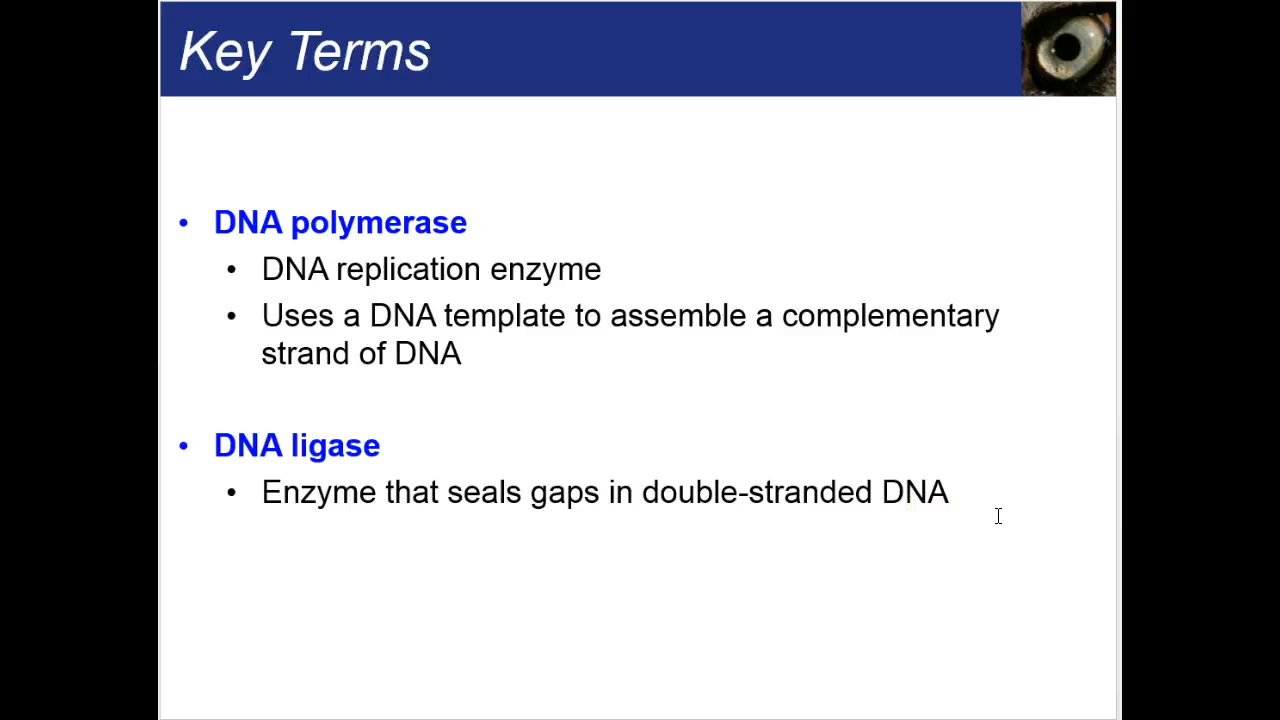 Key Terms
• DNA polymerase
• DNA replication enzyme
• Uses a DNA template to assemble a complementary
strand of DNA
• DNA ligase
• Enzyme that seals gaps in double-stranded DNA